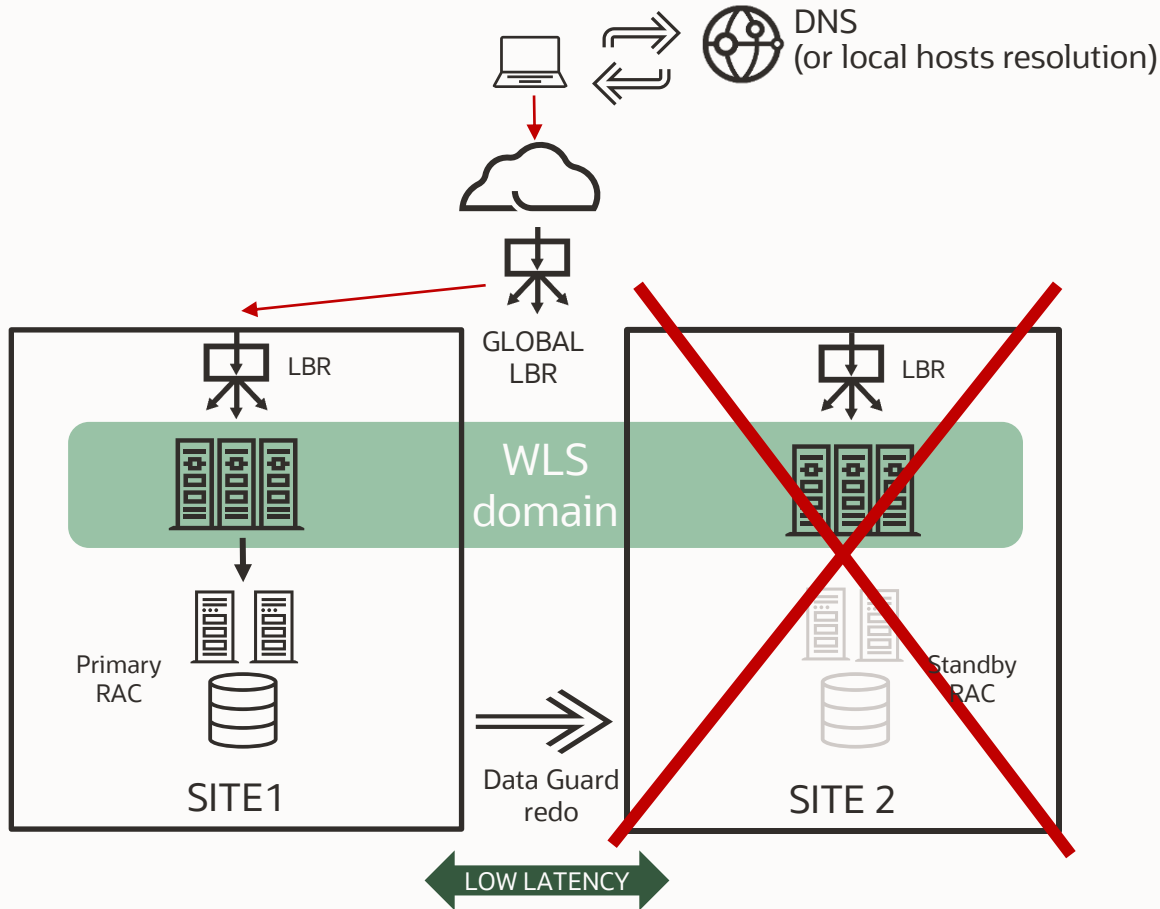 DNS
(or local hosts resolution)
GLOBAL
LBR
LBR
LBR
WLS
domain
Primary
RAC
Standby
RAC
Data Guard
redo
SITE1
SITE 2
LOW LATENCY